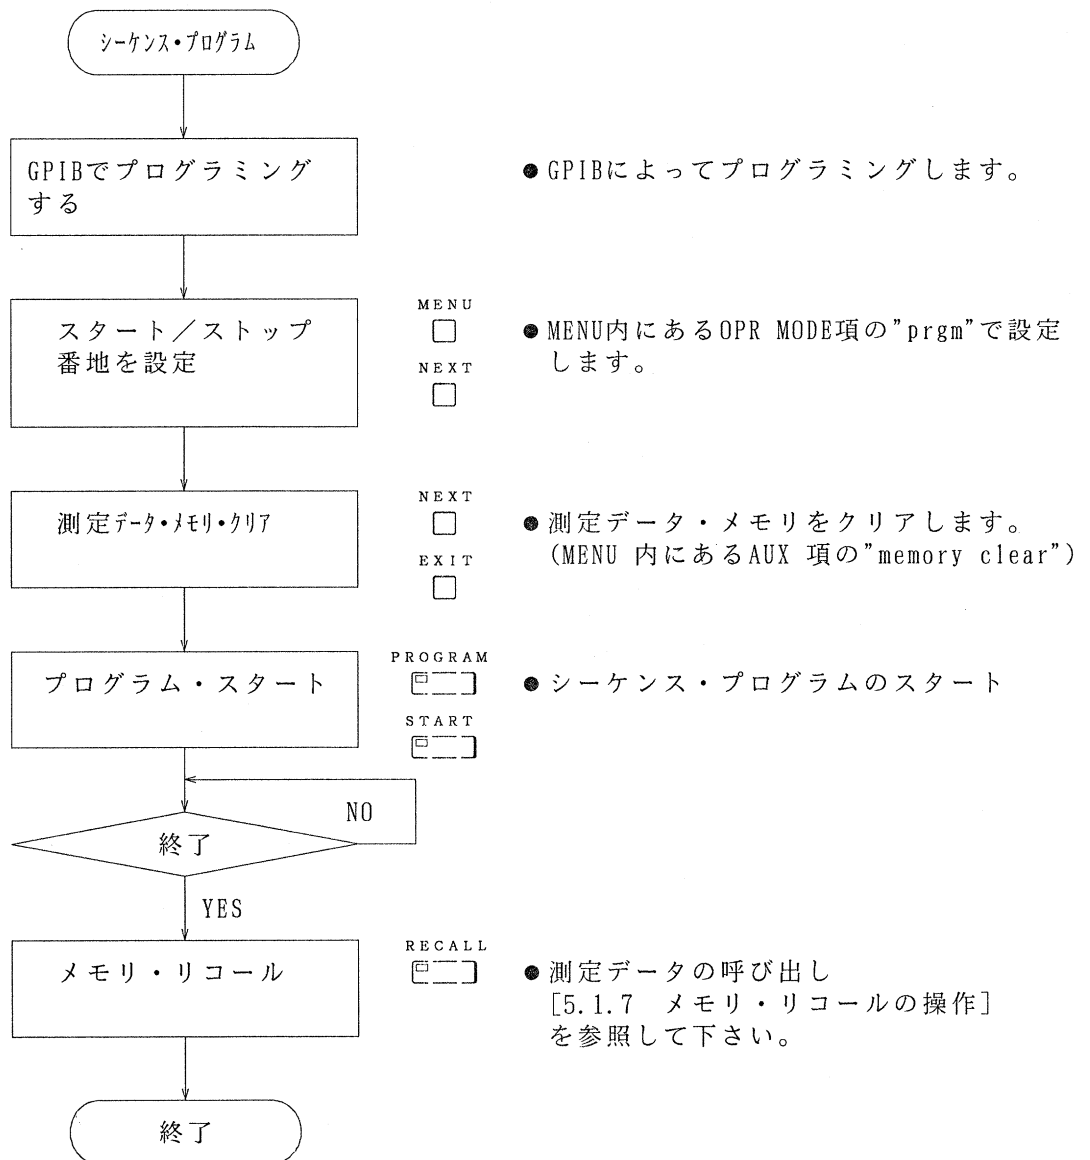 シーケンス・プログラム
GPIBでプログラミング
する
●GPIBによってプログラミングします。
スタート／ストップ
番地を設定
MENU
NEXT
●MENU内にあるOPR MODE項の"prgm"で設定
します。
測定データ・メモリ・クリア
NEXT
EXIT
●測定データ・メモリをクリアします。
(MENU 内にあるAUX 項の"memory clear")
プログラム・スタート
PROGRAM
START
●シーケンス・プログラムのスタート
NO
終了
YES
メモリ・リコール
RECALL
●測定データの呼び出し
[5.1.7　メモリ・リコールの操作]
を参照して下さい。
終了